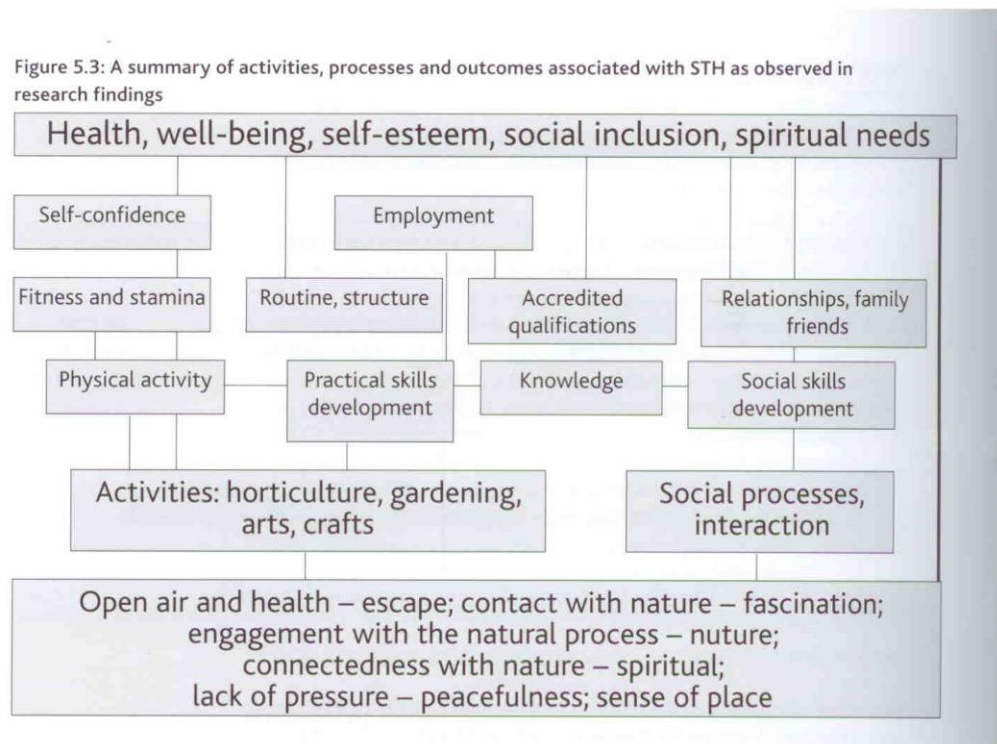 Figure 5.3: A summary of activities, processes and outcomes associated with STH as observed in
research findings
Health, well-being, self-esteem, social inclusion, spiritual needs
Self-confidence
Employment
Fitness and stamina
Routine, structure
Accredited
qualifications
Relationships, family
friends
Physical activity
Practical skills
development
Knowledge
Social skills
development
Activities: horticulture, gardening,
arts, crafts
Social processes,
interaction
Open air and health – escape; contact with nature – fascination;
engagement with the natural process – nuture;
connectedness with nature – spiritual;
lack of pressure – peacefulness; sense of place